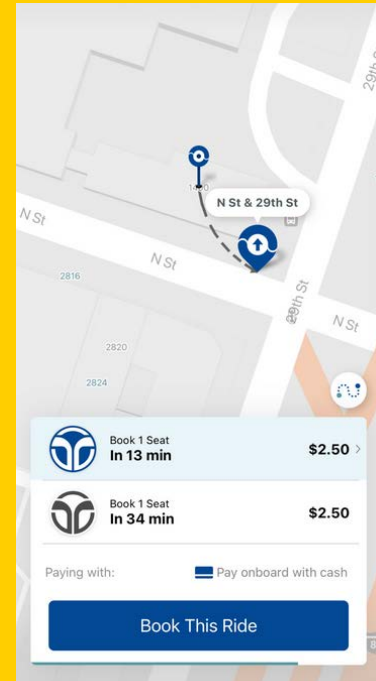 29th S
1400
N St & 29th St
N St
N St
2816
29th St
N St
2820
2824
Book 1 Seat
In 13 min
$2.50
Book 1 Seat
In 34 min
$2.50
Paying with:
Pay onboard with cash
Book This Ride